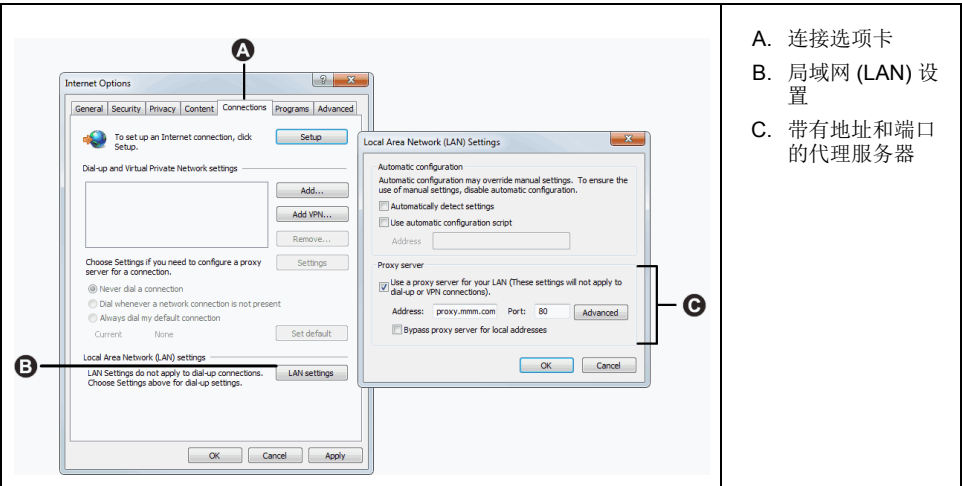 A
Internet Options
General Security Privacy Content Connections Programs Advanced
To set up an Internet connection, click
Setup.
Setup
Dial-up and Virtual Private Network settings
Add...
Add VPN...
Remove...
Choose Settings if you need to configure a proxy
server for a connection.
Settings
Never dial a connection
Dial whenever a network connection is not present
Always dial my default connection
Current None
Set default
Local Area Network (LAN) settings
LAN Settings do not apply to dial-up connections.
Choose Settings above for dial-up settings.
LAN settings
B
OK Cancel Apply
Local Area Network (LAN) Settings
Automatic configuration
Automatic configuration may override manual settings. To ensure the
use of manual settings, disable automatic configuration.
Automatically detect settings
Use automatic configuration script
Address
Proxy server
Use a proxy server for your LAN (These settings will not apply to
dial-up or VPN connections).
Address: proxy.mmm.com Port: 80 Advanced
Bypass proxy server for local addresses
OK Cancel
C
A. 连接选项卡
B. 局域网 (LAN) 设
置
C. 带有地址和端口
的代理服务器